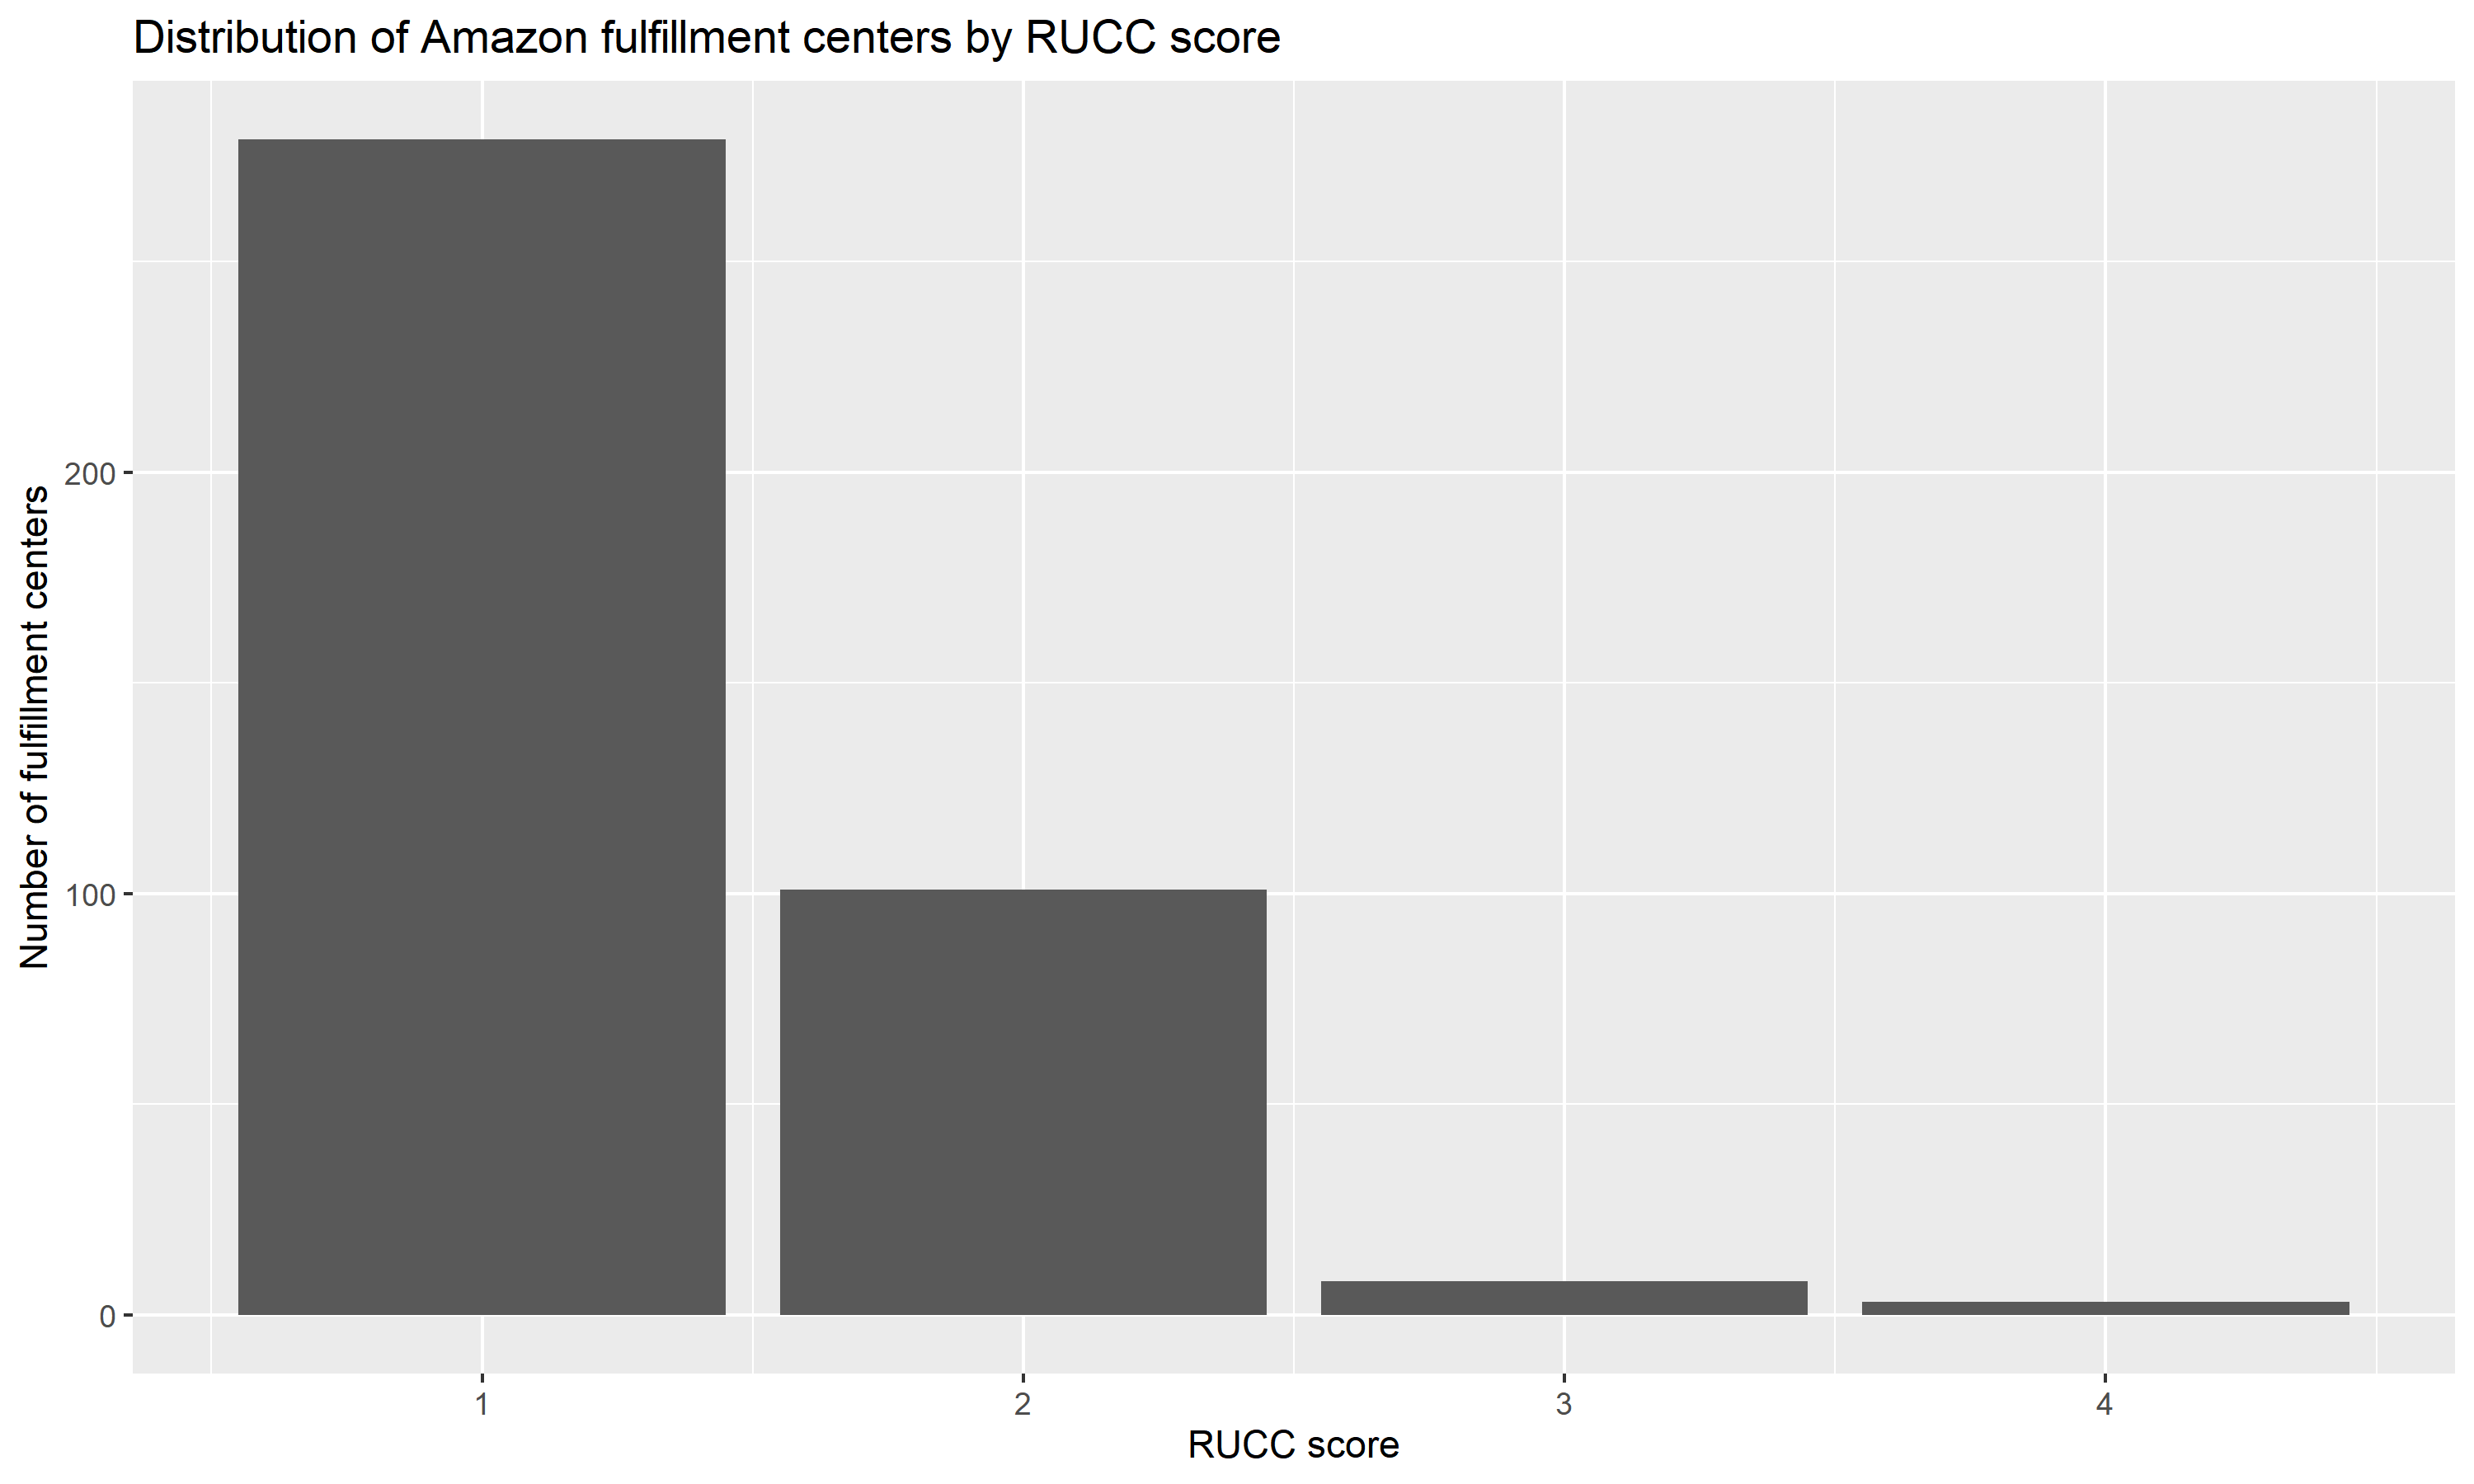 Distribution of Amazon fulfillment centers by RUCC score
Number of fulfillment centers
200
100
0
1
2
3
4
RUCC score